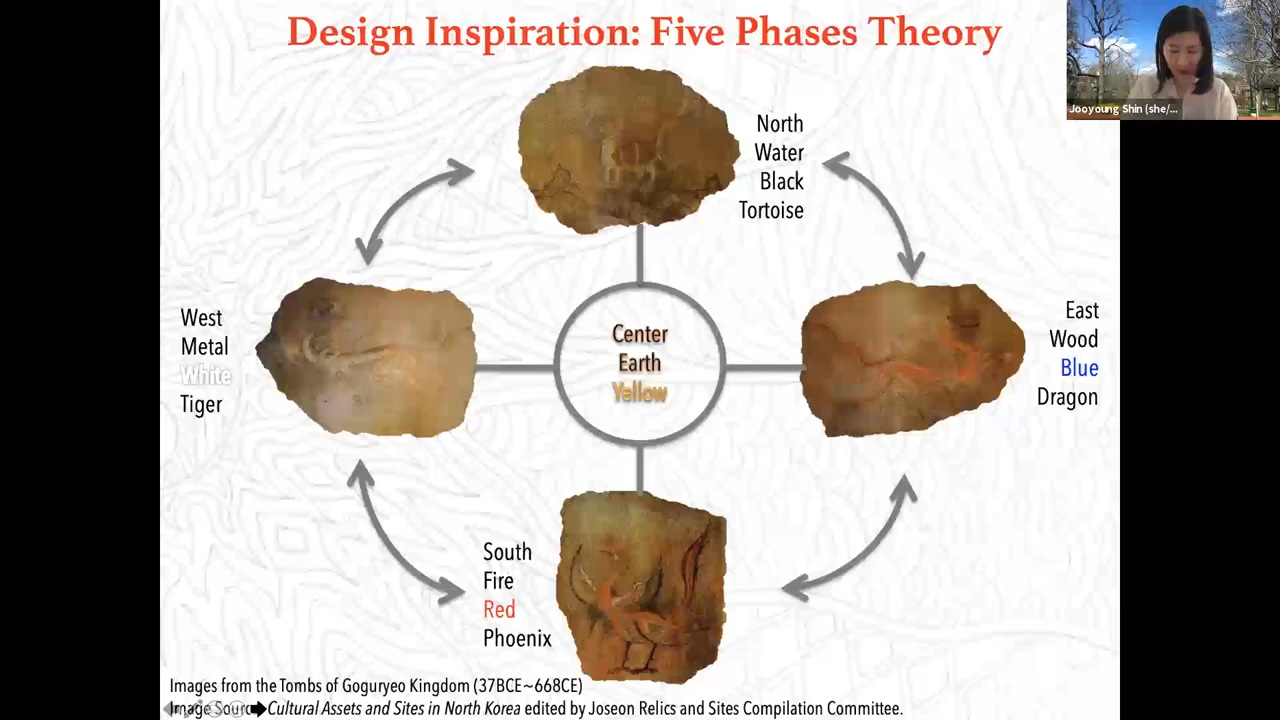 Design Inspiration: Five Phases Theory
Jooyoung Shin (she/...
North
Water
Black
Tortoise
West
Metal
White
Tiger
Center
Earth
Yellow
East
Wood
Blue
Dragon
South
Fire
Red
Phoenix
Images from the Tombs of Goguryeo Kingdom (37BCE~668CE)
Image Cultural Assets and Sites in North Korea edited by Joseon Relics and Sites Compilation Committee.